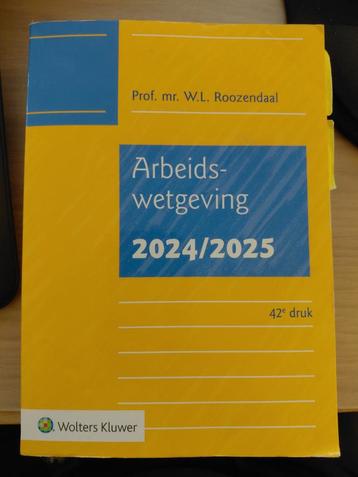 Prof. mr. W.L. Roozendaal
Arbeids-
wetgeving
2024/2025
42e druk
Wolters Kluwer